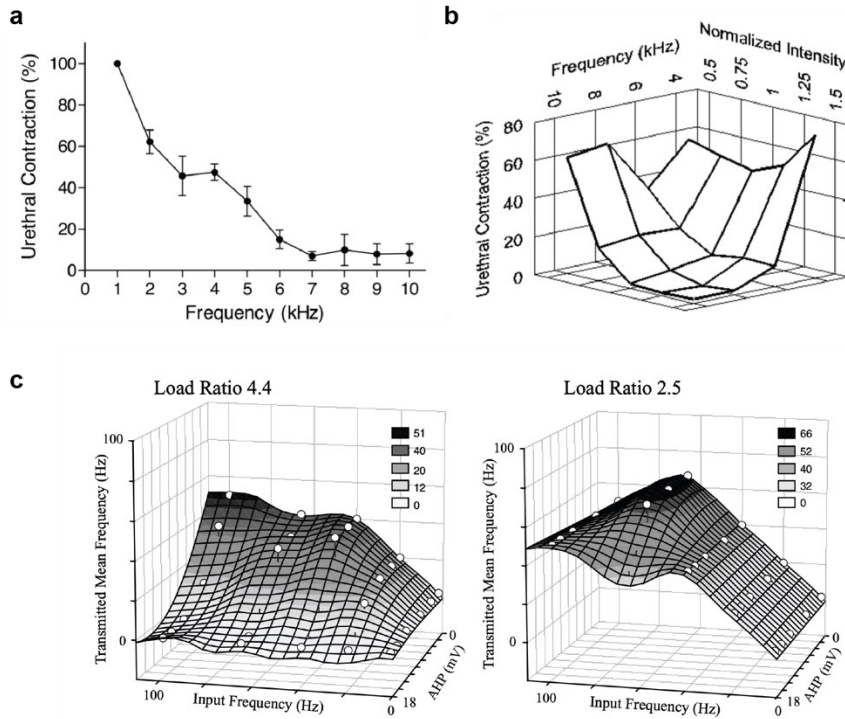 a
Urethral Contraction (%)
100
80
60
40
20
0
0 1 2 3 4 5 6 7 8 9 10
Frequency (kHz)
b
Frequency (kHz)
Normalized Intensity
10 8 6 4
0.5 0.75 1 1.25 1.5
Urethral Contraction (%)
80
60
40
20
0
c
Load Ratio 4.4
Transmitted Mean Frequency (Hz)
100
0
51
40
20
12
0
100
Input Frequency (Hz)
0
18
AHP (mV)
0
Load Ratio 2.5
Transmitted Mean Frequency (Hz)
100
0
66
52
40
32
0
100
Input Frequency (Hz)
0
18
AHP (mV)
0